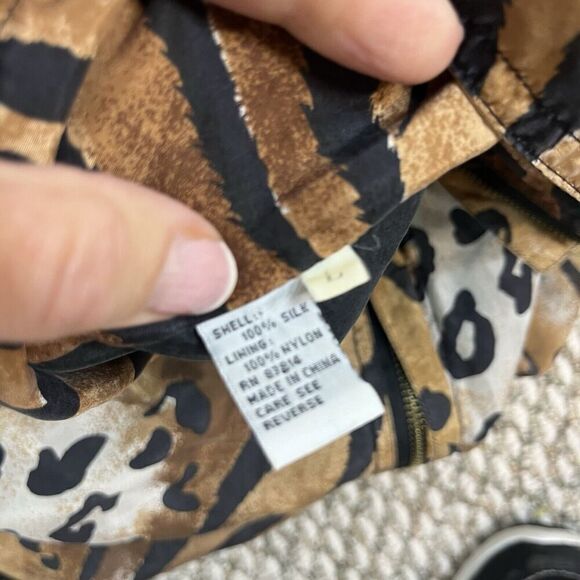 L
SHELL:
100% SILK
LINING:
100% NYLON
RN 83814
MADE IN CHINA
CARE SEE
REVERSE